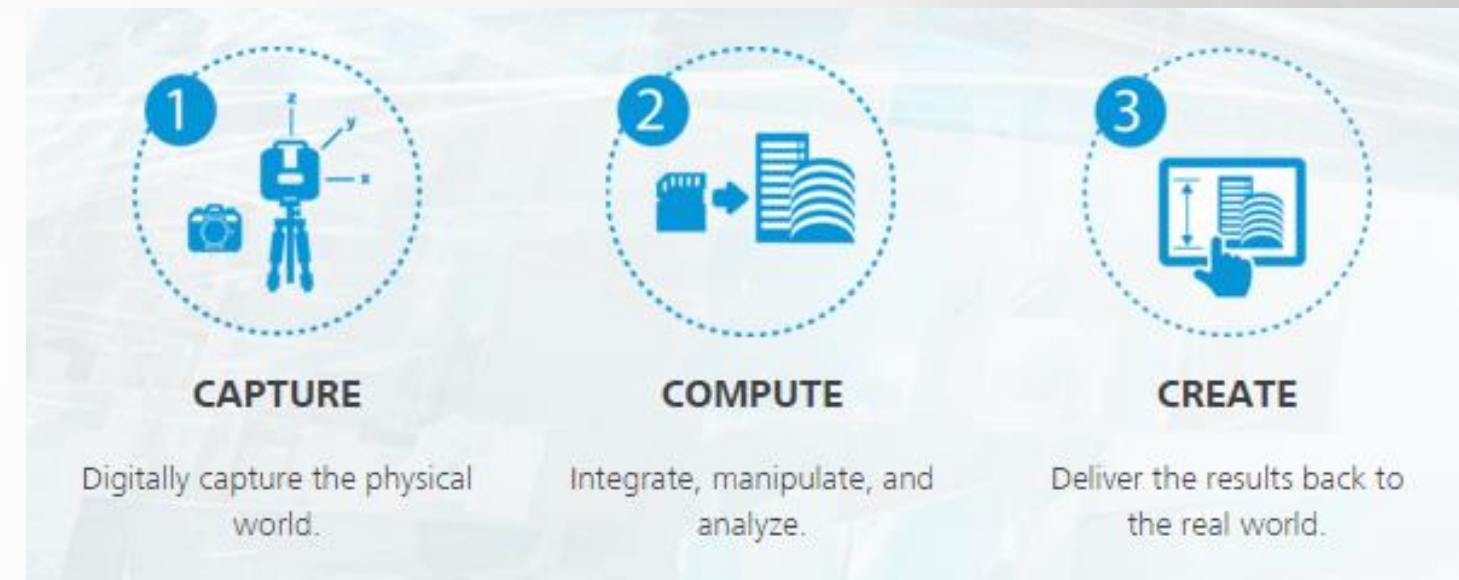 1
z
y
x
CAPTURE
Digitally capture the physical
world.
2
COMPUTE
Integrate, manipulate, and
analyze.
3
CREATE
Deliver the results back to
the real world.